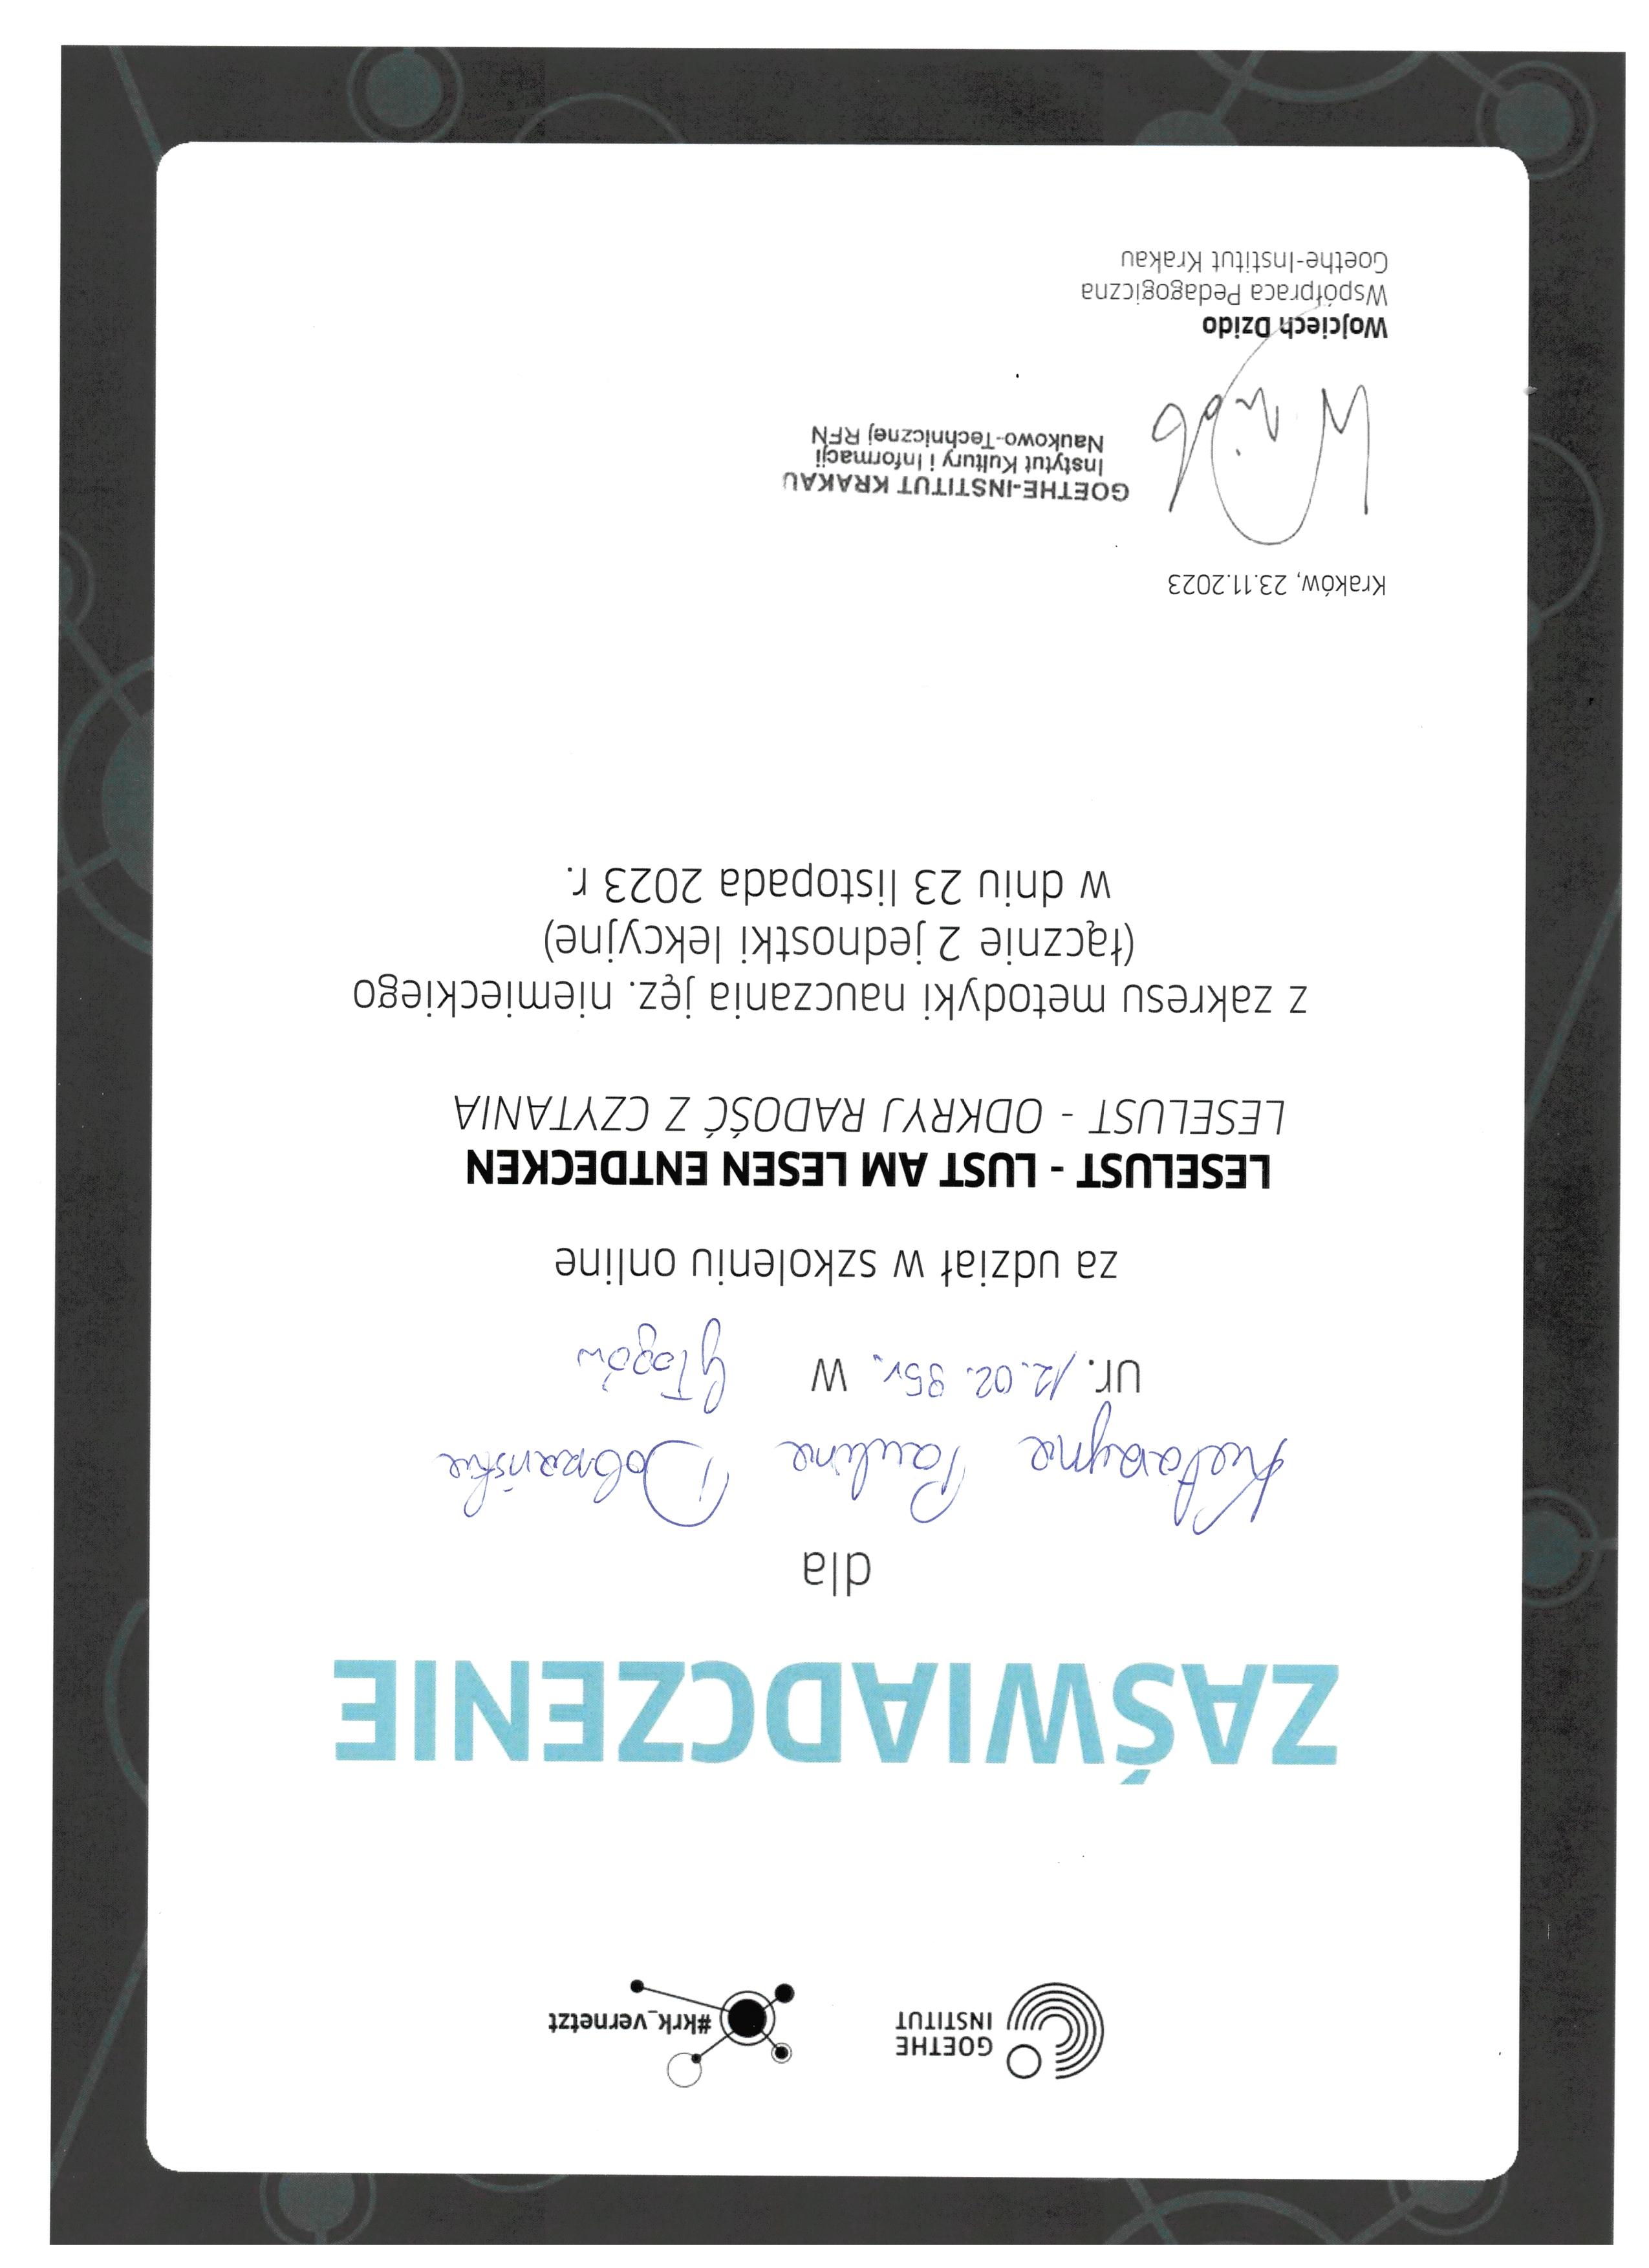 GOETHE
INSTITUT
#krk_vernetzt
ZAŚWIADCZENIE
dla
Katarzyna Paulina Dobrzańska
ur. 12.02.95r. w Głogów
za udział w szkoleniu online
LESELUST - LUST AM LESEN ENTDECKEN
LESELUST - ODKRYJ RADOŚĆ Z CZYTANIA
z zakresu metodyki nauczania jęz. niemieckiego
(łącznie 2 jednostki lekcyjne)
w dniu 23 listopada 2023 r.
Kraków, 23.11.2023
GOETHE-INSTITUT KRAKAU
Instytut Kultury i Informacji
Naukowo-Technicznej RFN
Wojciech Dzido
Współpraca Pedagogiczna
Goethe-Institut Krakau